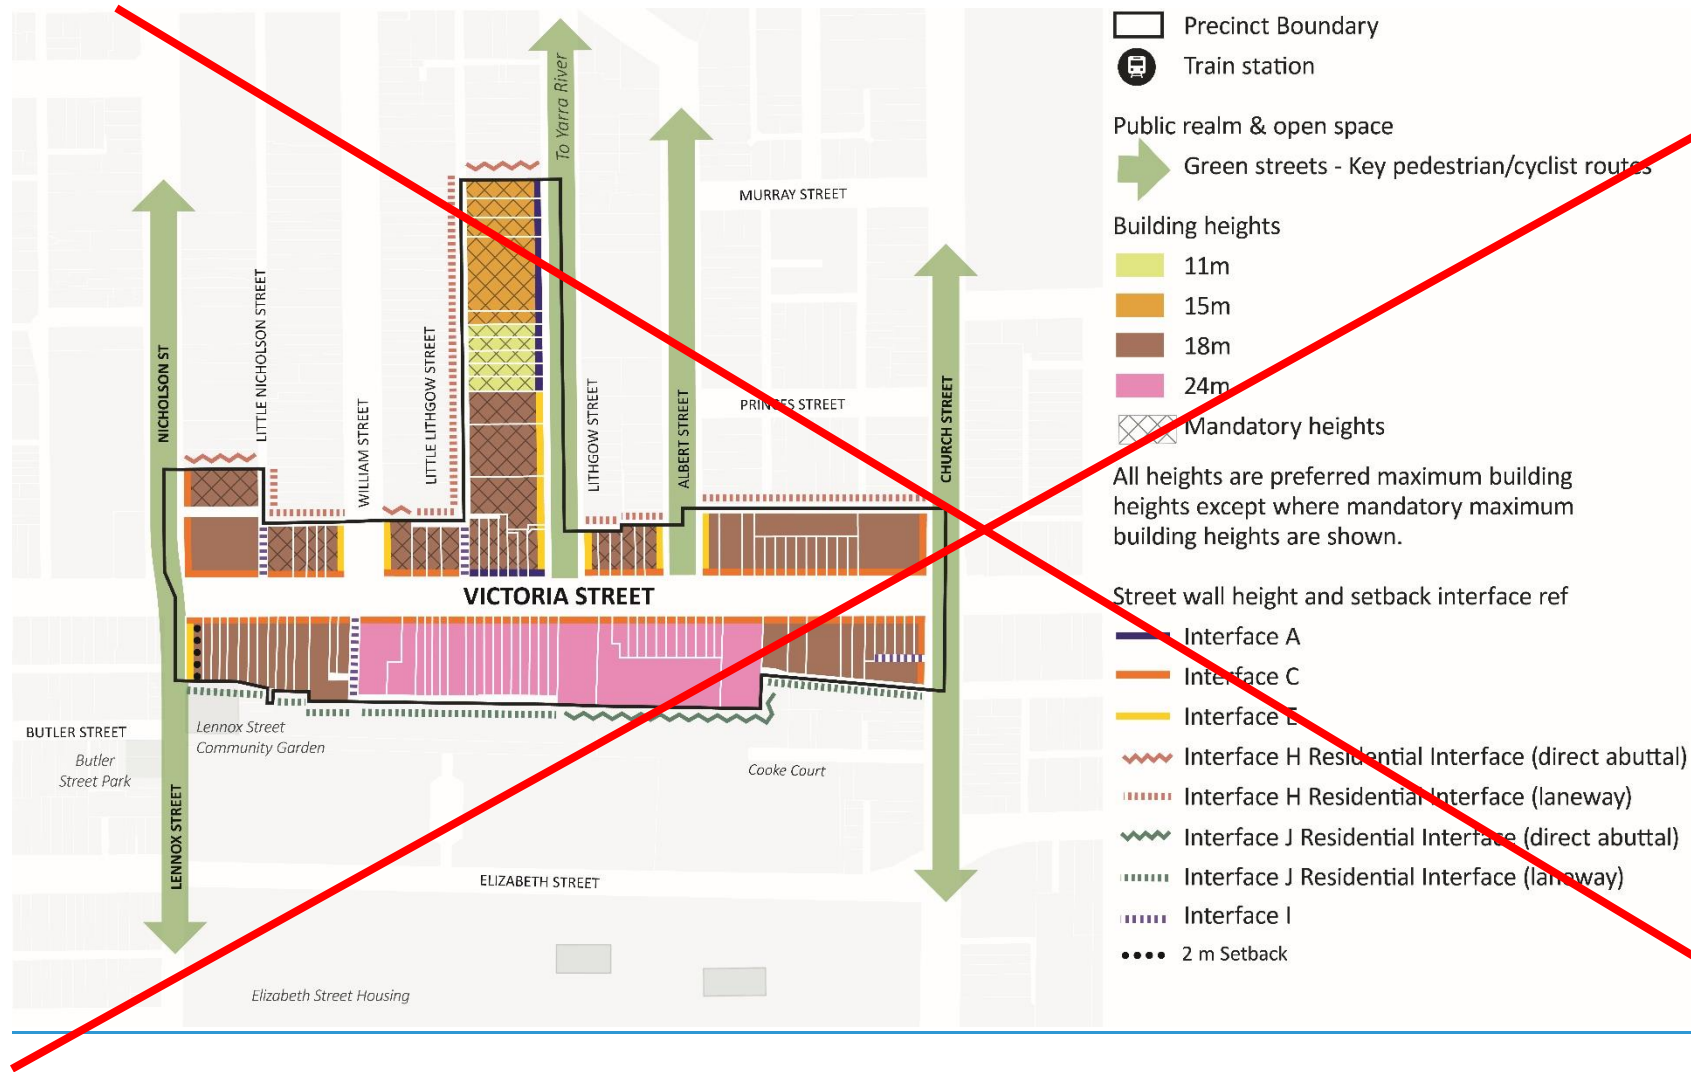 To Yarra River
MURRAY STREET
LITTLE NICHOLSON STREET
NICHOLSON ST
LITTLE LITHGOW STREET
WILLIAM STREET
LITHGOW STREET
ALBERT STREET
PRINCES STREET
CHURCH STREET
VICTORIA STREET
BUTLER STREET
Butler
Street Park
Lennox Street
Community Garden
LENNOX STREET
Cooke Court
ELIZABETH STREET
Elizabeth Street Housing
Precinct Boundary
Train station
Public realm & open space
Green streets - Key pedestrian/cyclist routes
Building heights
11m
15m
18m
24m
Mandatory heights
All heights are preferred maximum building
heights except where mandatory maximum
building heights are shown.
Street wall height and setback interface ref
Interface A
Interface C
Interface E
Interface H Residential Interface (direct abuttal)
Interface H Residential Interface (laneway)
Interface J Residential Interface (direct abuttal)
Interface J Residential Interface (laneway)
Interface I
2 m Setback